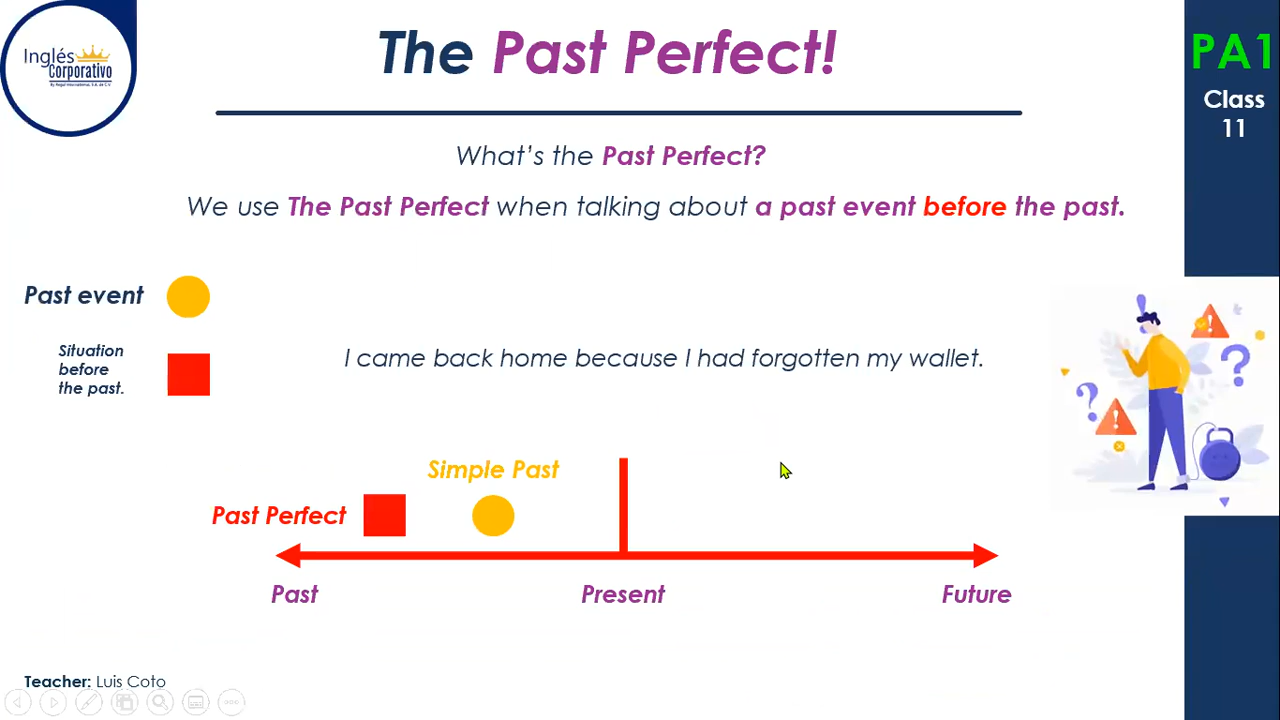 Inglés
Corporativo
The Past Perfect!
PA1
Class
11
What's the Past Perfect?
We use The Past Perfect when talking about a past event before the past.
Past event
Situation
before
the past.
I came back home because I had forgotten my wallet.
Simple Past
Past Perfect
Past
Present
Future
Teacher: Luis Coto